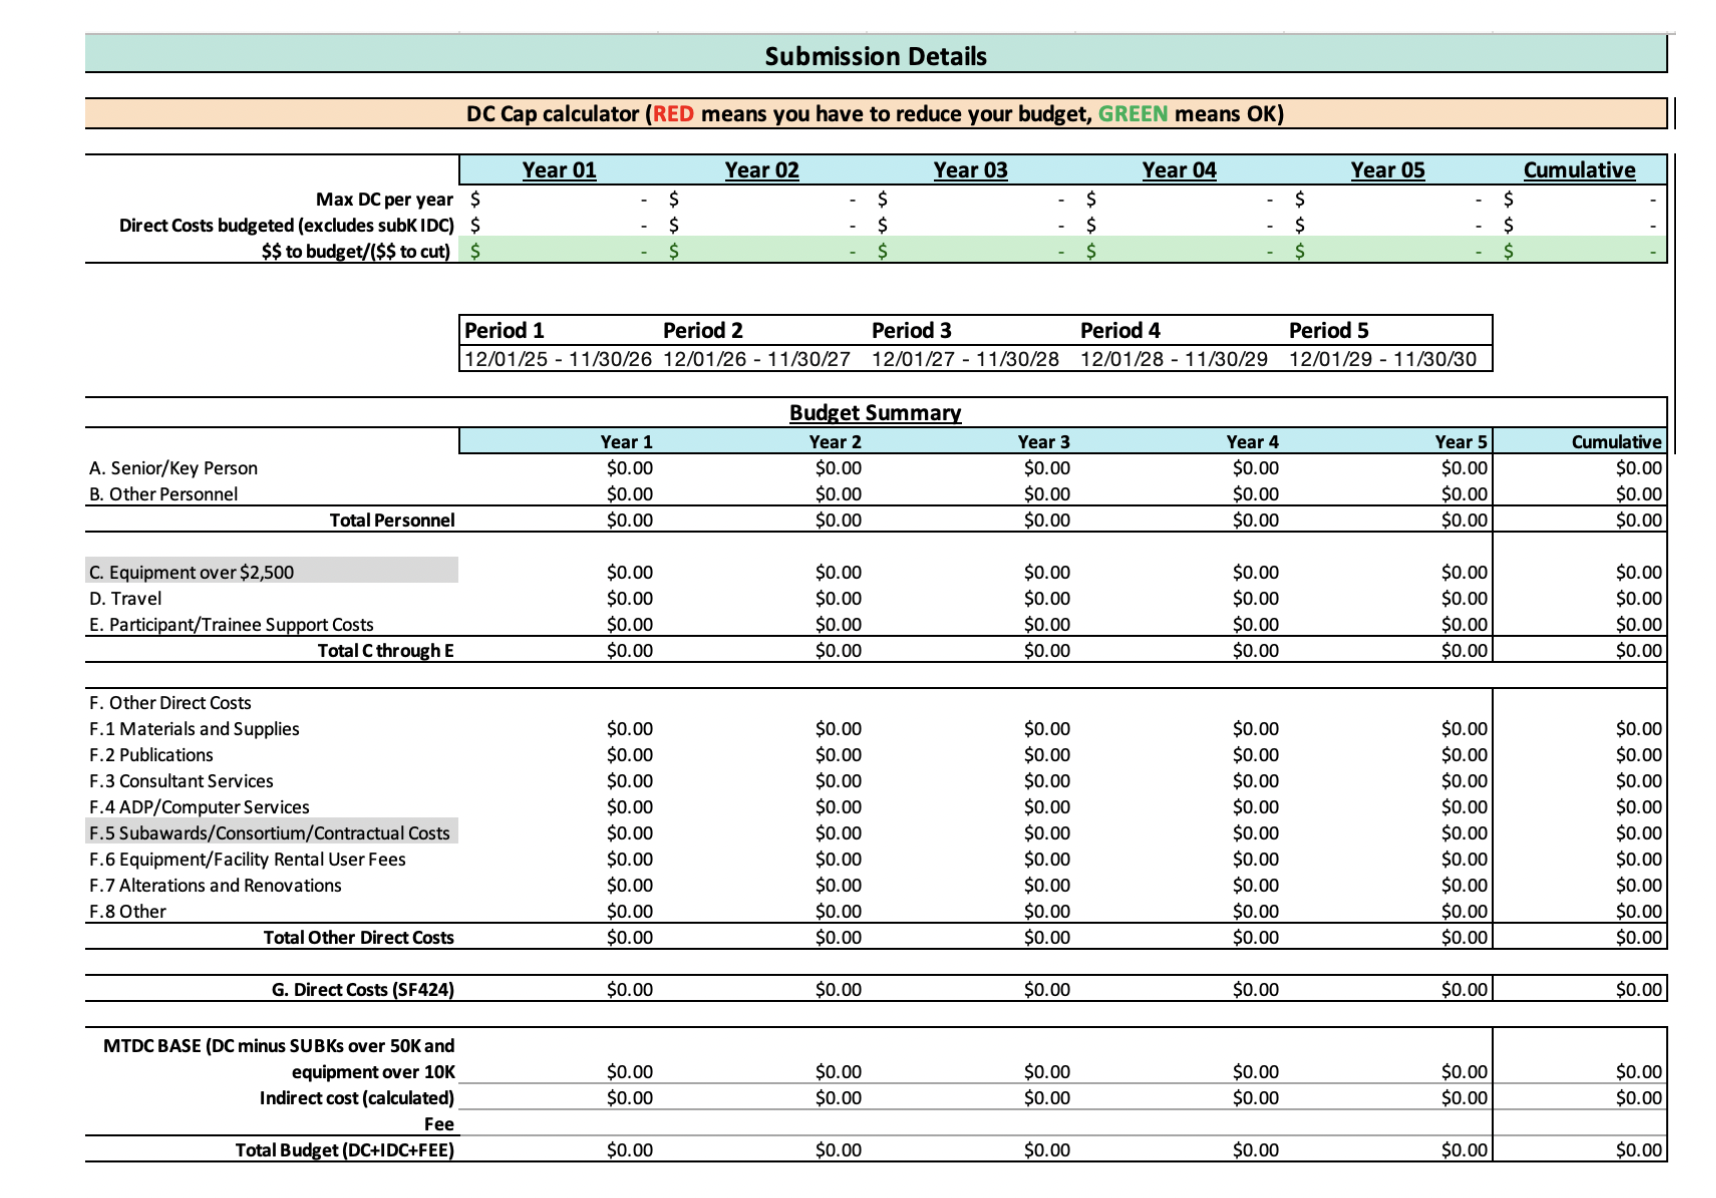 Submission Details
DC Cap calculator (RED means you have to reduce your budget, GREEN means OK)
Year 01 Year 02 Year 03 Year 04 Year 05 Cumulative
Max DC per year $ - $ - $ - $ - $ - $ -
Direct Costs budgeted (excludes subK IDC) $ - $ - $ - $ - $ - $ -
$$ to budget/($$ to cut) $ - $ - $ - $ - $ - $ -
Period 1 Period 2 Period 3 Period 4 Period 5
12/01/25 - 11/30/26 12/01/26 - 11/30/27 12/01/27 - 11/30/28 12/01/28 - 11/30/29 12/01/29 - 11/30/30
Budget Summary
Year 1 Year 2 Year 3 Year 4 Year 5 Cumulative
A. Senior/Key Person $0.00 $0.00 $0.00 $0.00 $0.00 $0.00
B. Other Personnel $0.00 $0.00 $0.00 $0.00 $0.00 $0.00
Total Personnel $0.00 $0.00 $0.00 $0.00 $0.00 $0.00
C. Equipment over $2,500 $0.00 $0.00 $0.00 $0.00 $0.00 $0.00
D. Travel $0.00 $0.00 $0.00 $0.00 $0.00 $0.00
E. Participant/Trainee Support Costs $0.00 $0.00 $0.00 $0.00 $0.00 $0.00
Total C through E $0.00 $0.00 $0.00 $0.00 $0.00 $0.00
F. Other Direct Costs
F.1 Materials and Supplies $0.00 $0.00 $0.00 $0.00 $0.00 $0.00
F.2 Publications $0.00 $0.00 $0.00 $0.00 $0.00 $0.00
F.3 Consultant Services $0.00 $0.00 $0.00 $0.00 $0.00 $0.00
F.4 ADP/Computer Services $0.00 $0.00 $0.00 $0.00 $0.00 $0.00
F.5 Subawards/Consortium/Contractual Costs $0.00 $0.00 $0.00 $0.00 $0.00 $0.00
F.6 Equipment/Facility Rental User Fees $0.00 $0.00 $0.00 $0.00 $0.00 $0.00
F.7 Alterations and Renovations $0.00 $0.00 $0.00 $0.00 $0.00 $0.00
F.8 Other $0.00 $0.00 $0.00 $0.00 $0.00 $0.00
Total Other Direct Costs $0.00 $0.00 $0.00 $0.00 $0.00 $0.00
G. Direct Costs (SF424) $0.00 $0.00 $0.00 $0.00 $0.00 $0.00
MTDC BASE (DC minus SUBKs over 50K and
equipment over 10K $0.00 $0.00 $0.00 $0.00 $0.00 $0.00
Indirect cost (calculated) $0.00 $0.00 $0.00 $0.00 $0.00 $0.00
Fee
Total Budget (DC+IDC+FEE) $0.00 $0.00 $0.00 $0.00 $0.00 $0.00